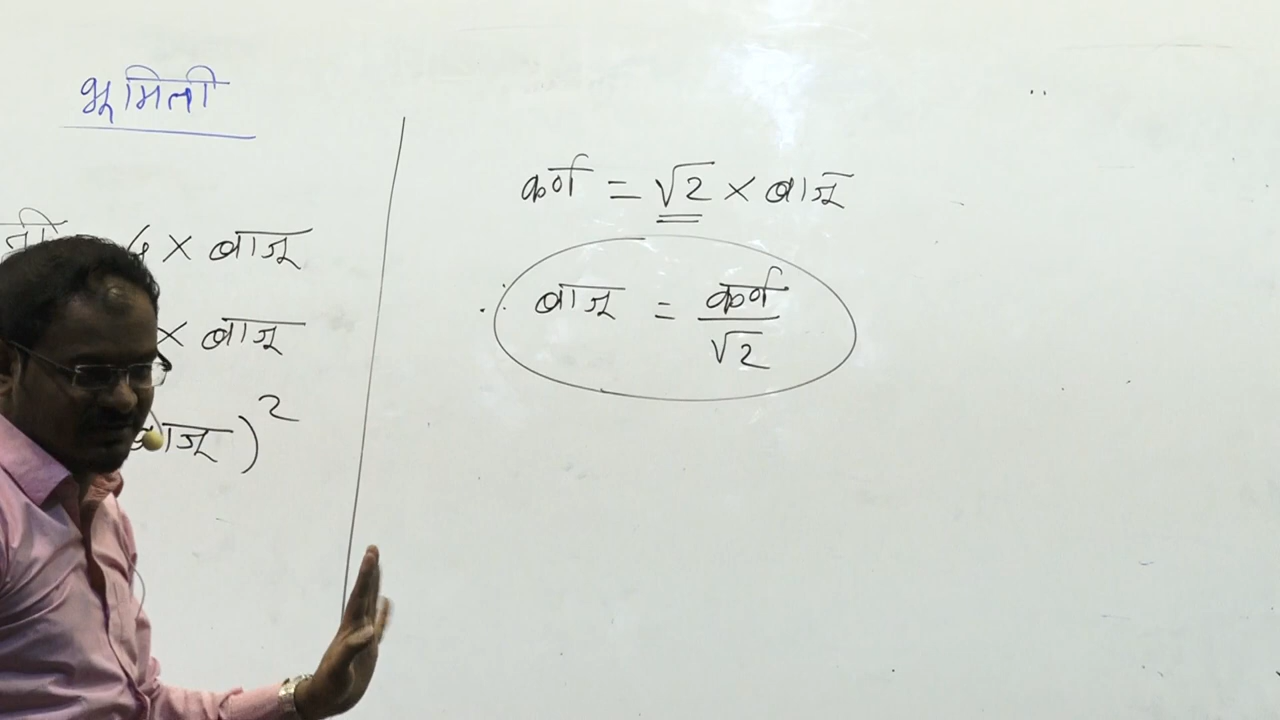 भूमिती
× बाजू
× बाजू
बाजू)²
कर्ण = √2 × बाजू
∴ बाजू = कर्ण / √2